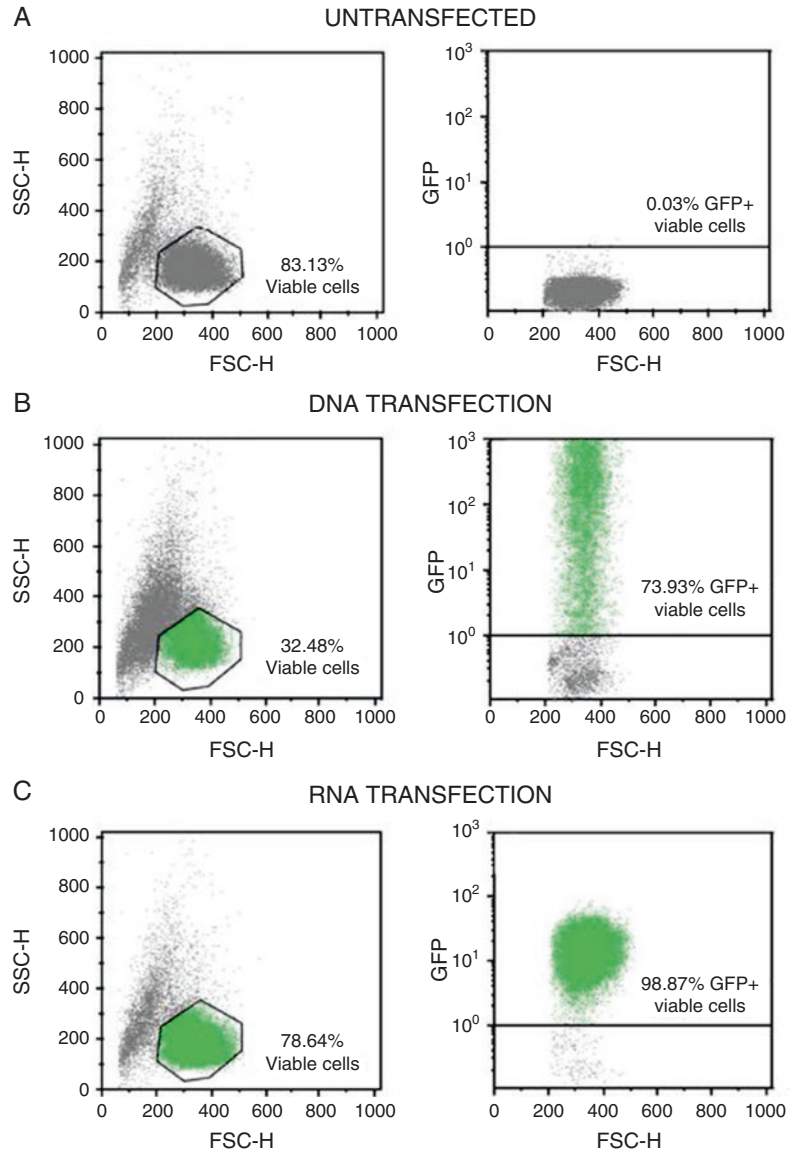 A
UNTRANSFECTED
1000
800
600
400
200
0
SSC-H
0 200 400 600 800 1000
FSC-H
83.13%
Viable cells
10³
10²
10¹
10⁰
GFP
0.03% GFP+
viable cells
0 200 400 600 800 1000
FSC-H
B
DNA TRANSFECTION
1000
800
600
400
200
0
SSC-H
32.48%
Viable cells
0 200 400 600 800 1000
FSC-H
10³
10²
10¹
10⁰
GFP
73.93% GFP+
viable cells
0 200 400 600 800 1000
FSC-H
C
RNA TRANSFECTION
1000
800
600
400
200
0
SSC-H
78.64%
Viable cells
0 200 400 600 800 1000
FSC-H
10³
10²
10¹
10⁰
GFP
98.87% GFP+
viable cells
0 200 400 600 800 1000
FSC-H